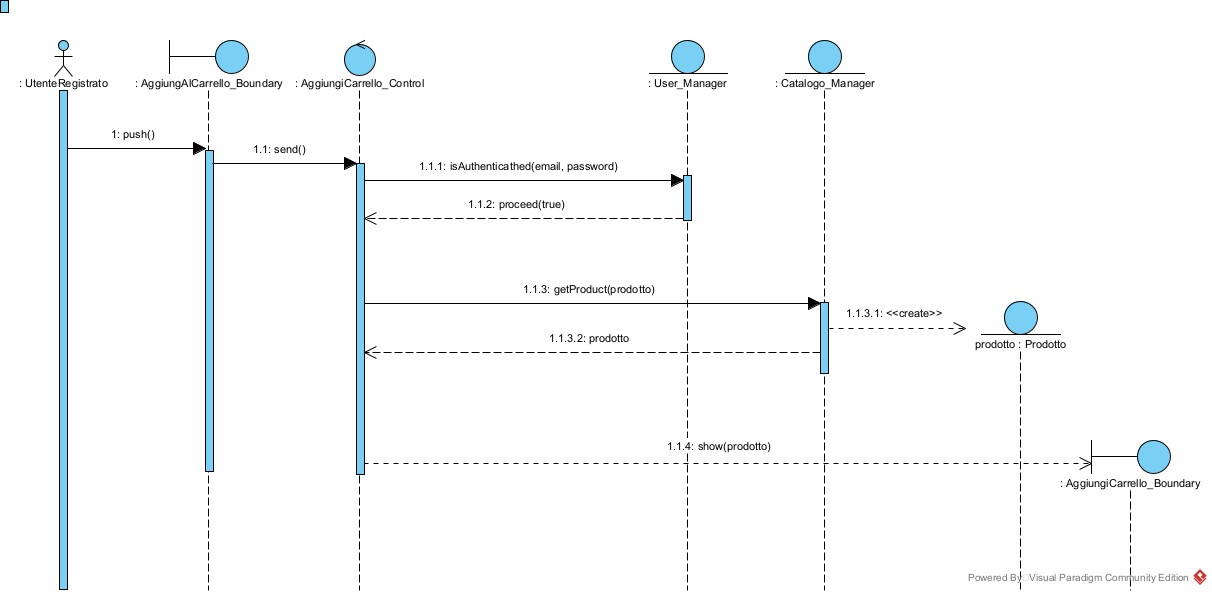 : UtenteRegistrato
: AggiungAlCarrello_Boundary
: AggiungiCarrello_Control
: User_Manager
: Catalogo_Manager
1: push()
1.1: send()
1.1.1: isAuthenticathed(email, password)
1.1.2: proceed(true)
1.1.3: getProduct(prodotto)
1.1.3.1: <<create>>
1.1.3.2: prodotto
prodotto : Prodotto
1.1.4: show(prodotto)
: AggiungiCarrello_Boundary
Powered By Visual Paradigm Community Edition